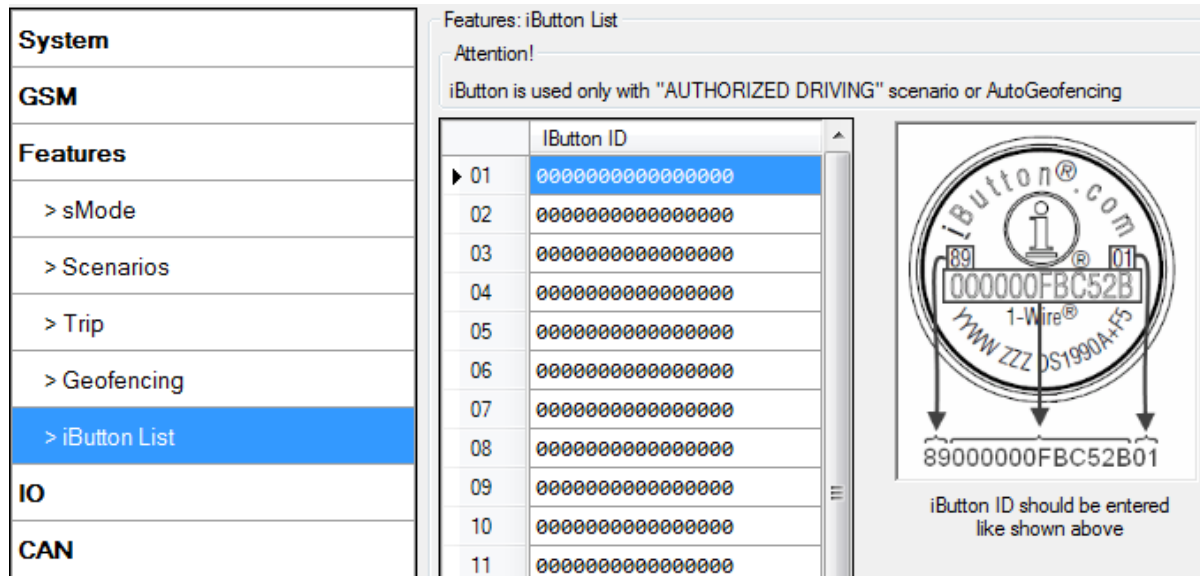 System
GSM
Features
> sMode
> Scenarios
> Trip
> Geofencing
> iButton List
IO
CAN
Features: iButton List
Attention!
iButton is used only with "AUTHORIZED DRIVING" scenario or AutoGeofencing
IButton ID
01 0000000000000000
02 0000000000000000
03 0000000000000000
04 0000000000000000
05 0000000000000000
06 0000000000000000
07 0000000000000000
08 0000000000000000
09 0000000000000000
10 0000000000000000
11 0000000000000000
iButton®.com
i
®
89 01
000000FBC52B
1-Wire®
YYWW ZZZ DS1990A+F5
89000000FBC52B01
iButton ID should be entered
like shown above